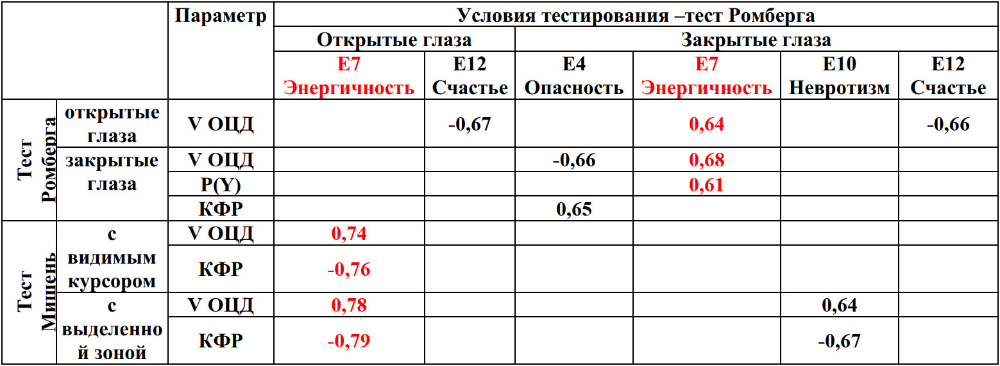 Параметр Условия тестирования –тест Ромберга
Открытые глаза Закрытые глаза
E7 E12 E4 E7 E10 E12
Энергичность Счастье Опасность Энергичность Невротизм Счастье
Тест
Ромберга
открытые
глаза
V ОЦД -0,67 0,64 -0,66
закрытые
глаза
V ОЦД -0,66 0,68
P(Y) 0,61
КФР 0,65
Тест
Мишень
с
видимым
курсором
V ОЦД 0,74
КФР -0,76
с
выделенно
й зоной
V ОЦД 0,78 0,64
КФР -0,79 -0,67